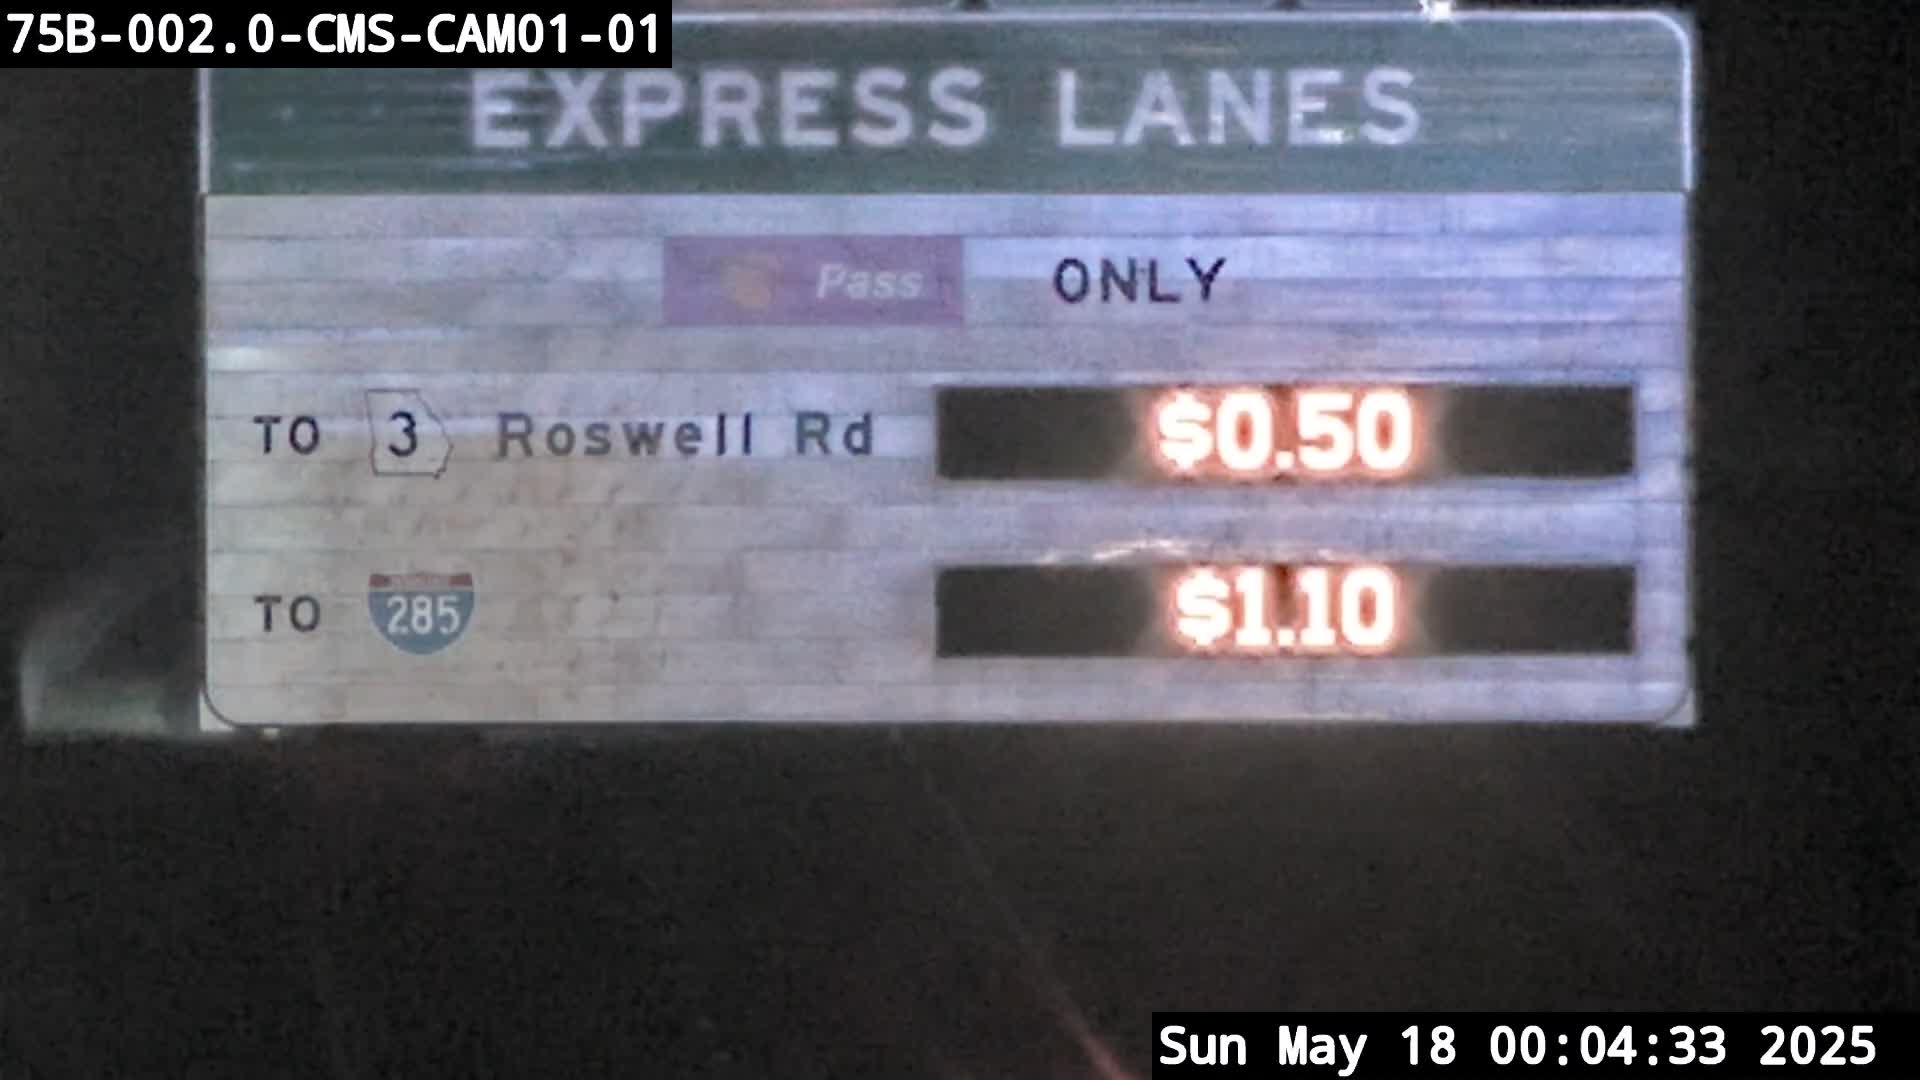 75B-002.0-CMS-CAM01-01
EXPRESS LANES
Pass ONLY
TO 3 Roswell Rd $0.50
TO 285 $1.10
Sun May 18 00:04:33 2025